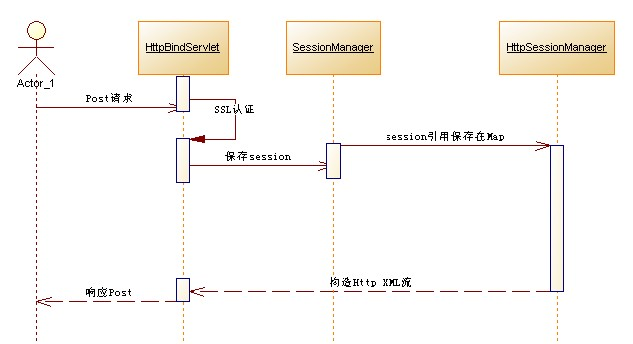 HttpBindServlet
SessionManager
HttpSessionManager
Actor_1
Post请求
SSL认证
保存session
session引用保存在Map
构造Http XML流
响应Post